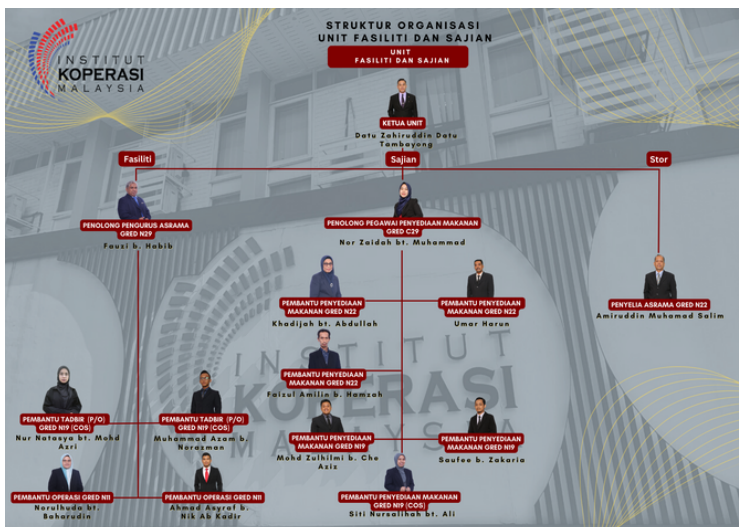 INSTITUT
KOPERASI
MALAYSIA
STRUKTUR ORGANISASI
UNIT FASILITI DAN SAJIAN
UNIT
FASILITI DAN SAJIAN
KETUA UNIT
Datu Zahiruddin Datu
Tambayong
Fasiliti
Sajian
Stor
PENOLONG PENGURUS ASRAMA
GRED N29
Fauzi b. Habib
PENOLONG PEGAWAI PENYEDIAAN MAKANAN
GRED C29
Nor Zaidah bt. Muhammad
PENYELIA ASRAMA GRED N22
Amiruddin Muhamad Salim
PEMBANTU PENYEDIAAN
MAKANAN GRED N22
Khadijah bt. Abdullah
PEMBANTU PENYEDIAAN
MAKANAN GRED N22
Umar Harun
PEMBANTU PENYEDIAAN
MAKANAN GRED N22
Faizul Amilin b. Hamzah
PEMBANTU TADBIR (P/O)
GRED N19 (COS)
Nur Natasya bt. Mohd
Azri
PEMBANTU TADBIR (P/O)
GRED N19 (COS)
Muhammad Azam b.
Norazman
PEMBANTU PENYEDIAAN
MAKANAN GRED N19
Mohd Zulhilmi b. Che
Aziz
PEMBANTU PENYEDIAAN
MAKANAN GRED N19
Saufee b. Zakaria
PEMBANTU OPERASI GRED N11
Norulhuda bt.
Baharudin
PEMBANTU OPERASI GRED N11
Ahmad Asyraf b.
Nik Ab Kadir
PEMBANTU PENYEDIAAN MAKANAN
GRED N19 (COS)
Siti Nursalihah bt. Ali
INSTITUT
KOPERASI
MALAYSIA